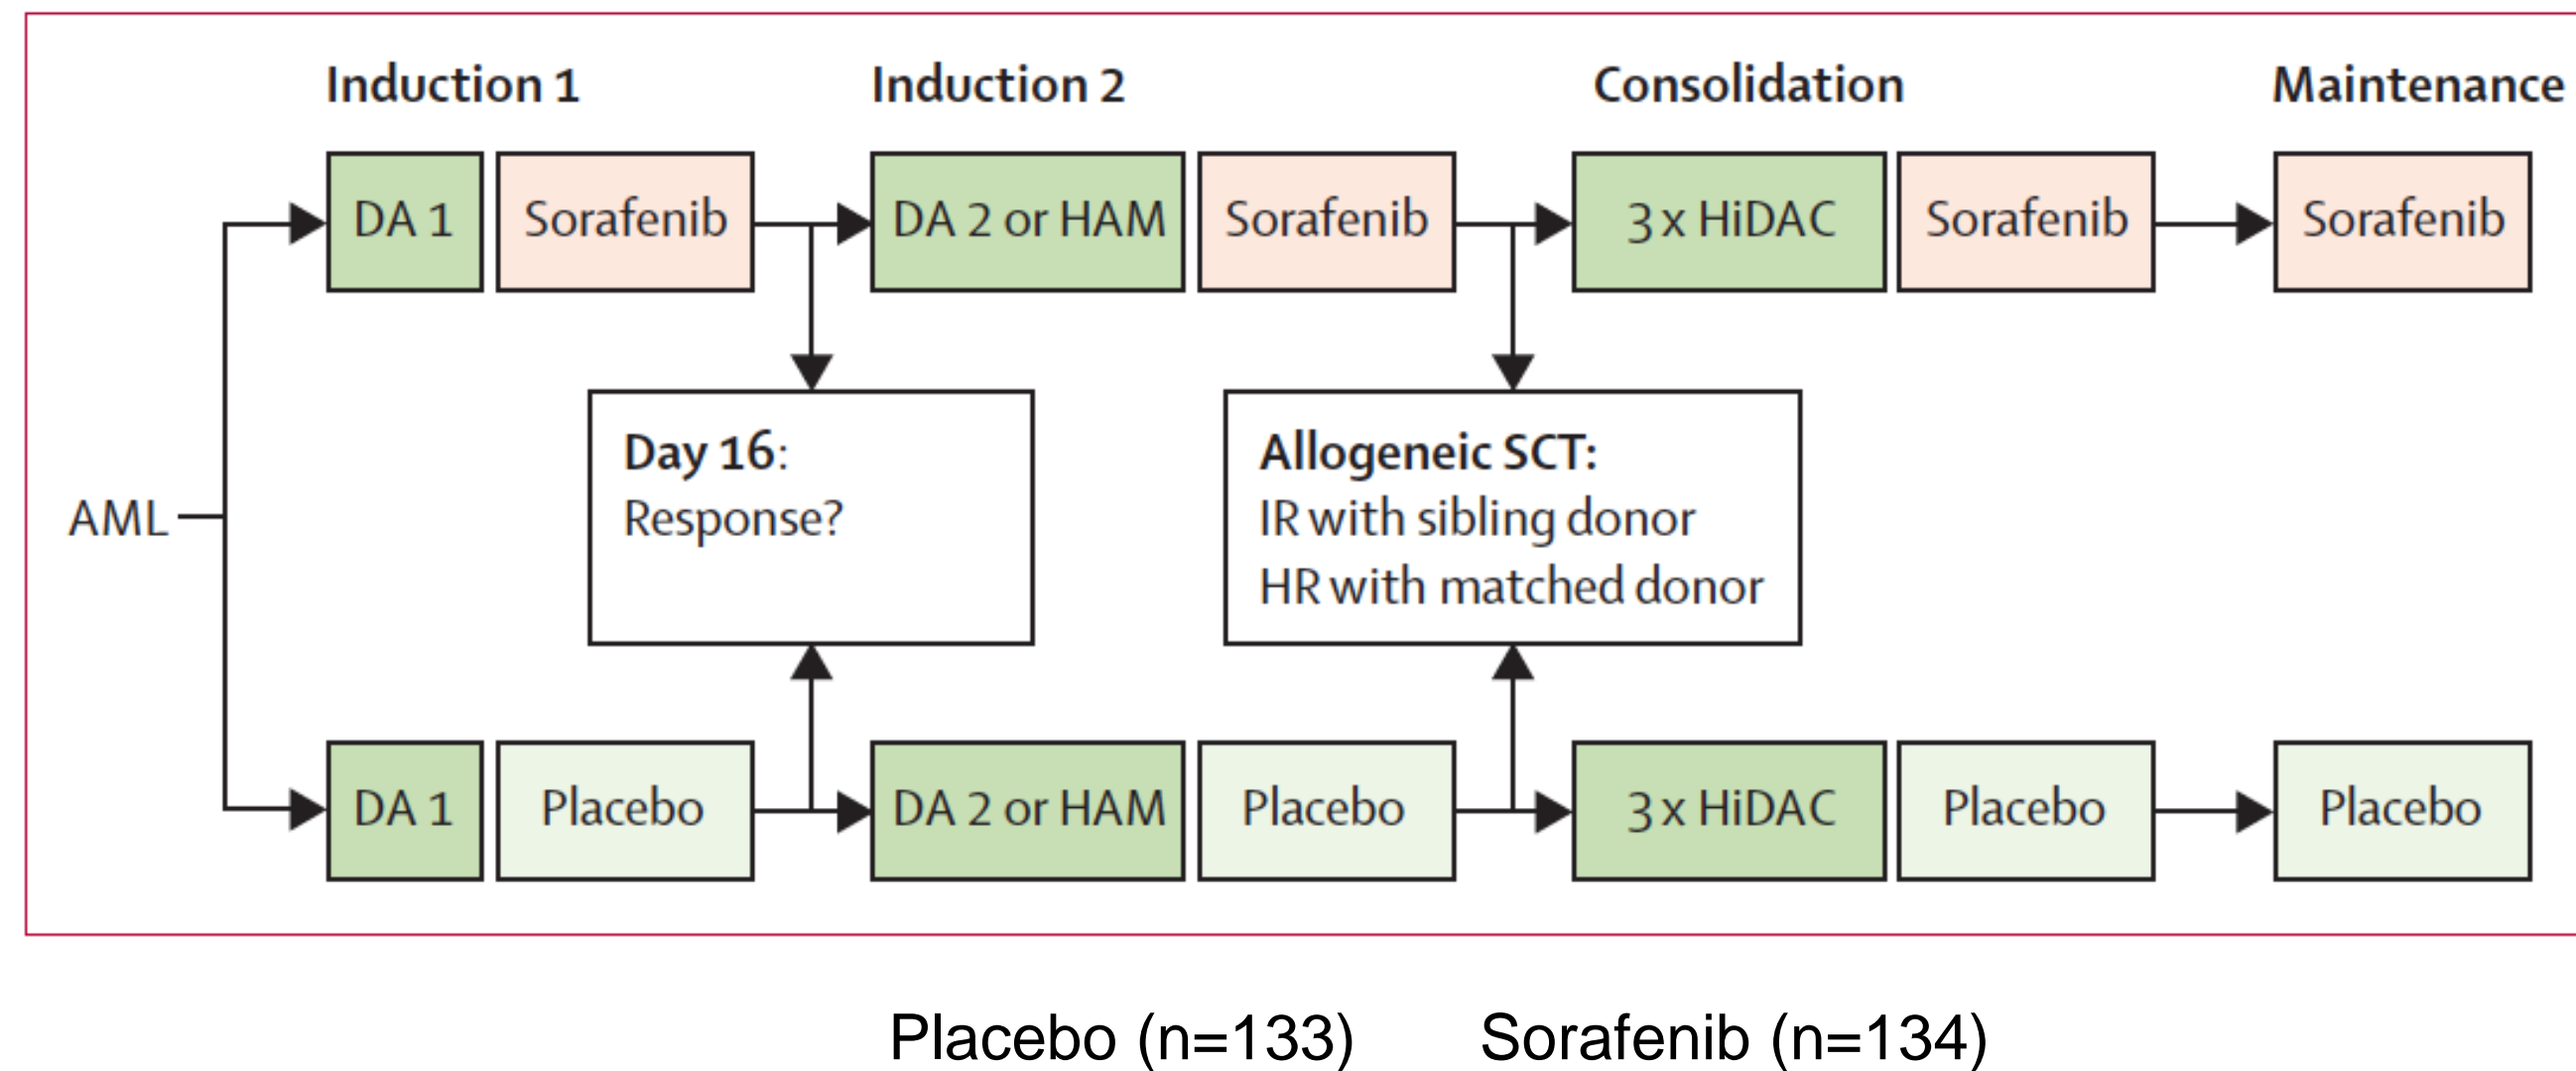 Induction 1
Induction 2
Consolidation
Maintenance
DA 1
Sorafenib
DA 2 or HAM
Sorafenib
3 x HiDAC
Sorafenib
Sorafenib
AML
Day 16:
Response?
Allogeneic SCT:
IR with sibling donor
HR with matched donor
DA 1
Placebo
DA 2 or HAM
Placebo
3 x HiDAC
Placebo
Placebo
Placebo (n=133)
Sorafenib (n=134)